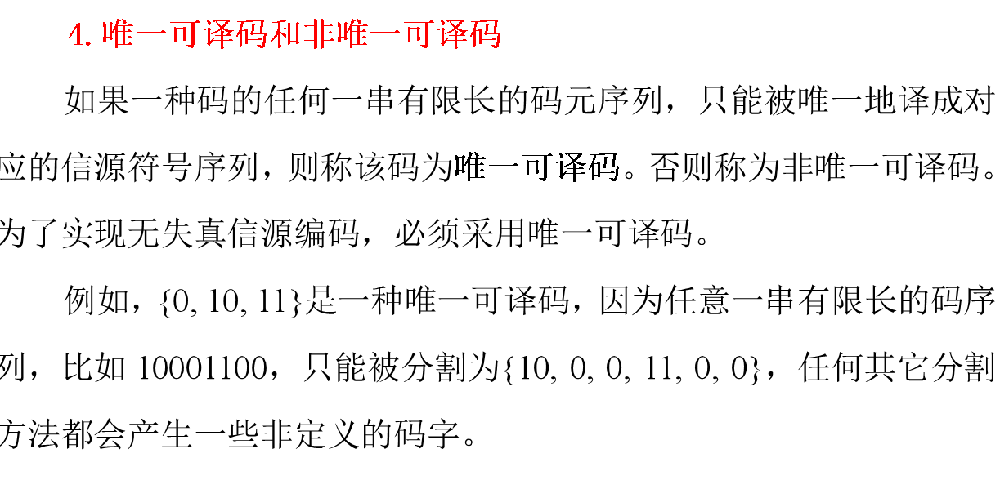 4. 唯一可译码和非唯一可译码
如果一种码的任何一串有限长的码元序列，只能被唯一地译成对
应的信源符号序列，则称该码为唯一可译码。否则称为非唯一可译码。
为了实现无失真信源编码，必须采用唯一可译码。
例如，{0, 10, 11}是一种唯一可译码，因为任意一串有限长的码序
列，比如 10001100，只能被分割为{10, 0, 0, 11, 0, 0}，任何其它分割
方法都会产生一些非定义的码字。